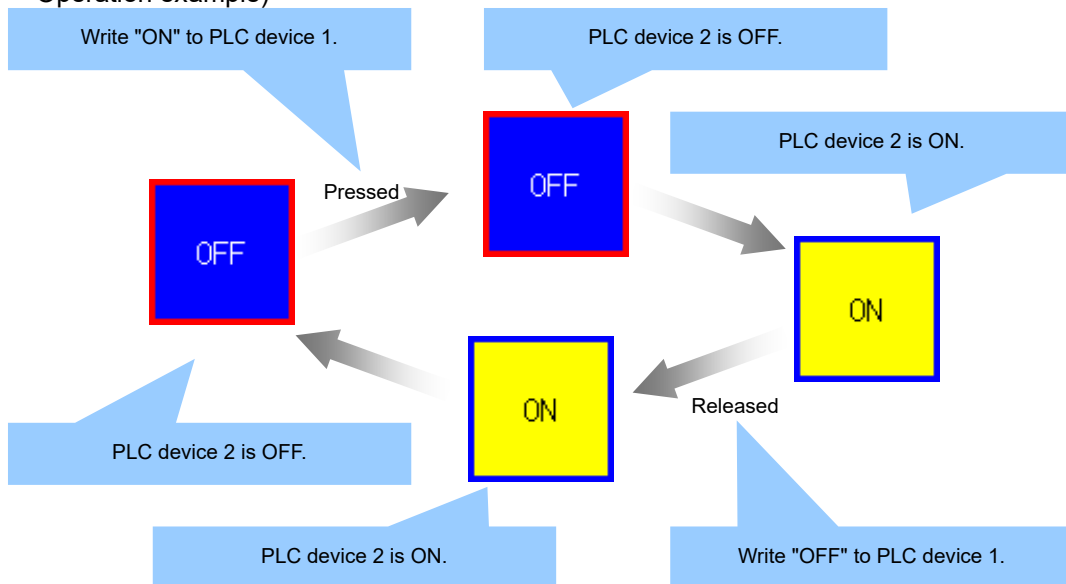 Operation example)
Write "ON" to PLC device 1.
PLC device 2 is OFF.
PLC device 2 is ON.
Pressed
OFF
OFF
ON
ON
Released
PLC device 2 is OFF.
PLC device 2 is ON.
Write "OFF" to PLC device 1.